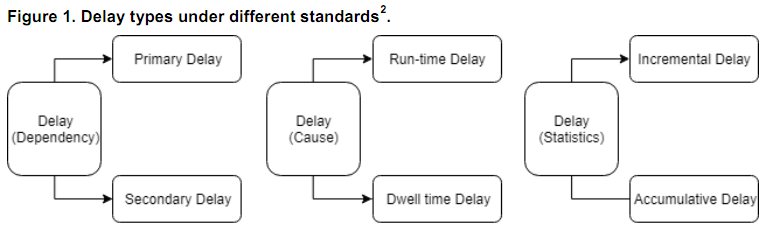 Figure 1. Delay types under different standards².
Primary Delay
Delay
(Dependency)
Secondary Delay
Run-time Delay
Delay
(Cause)
Dwell time Delay
Incremental Delay
Delay
(Statistics)
Accumulative Delay